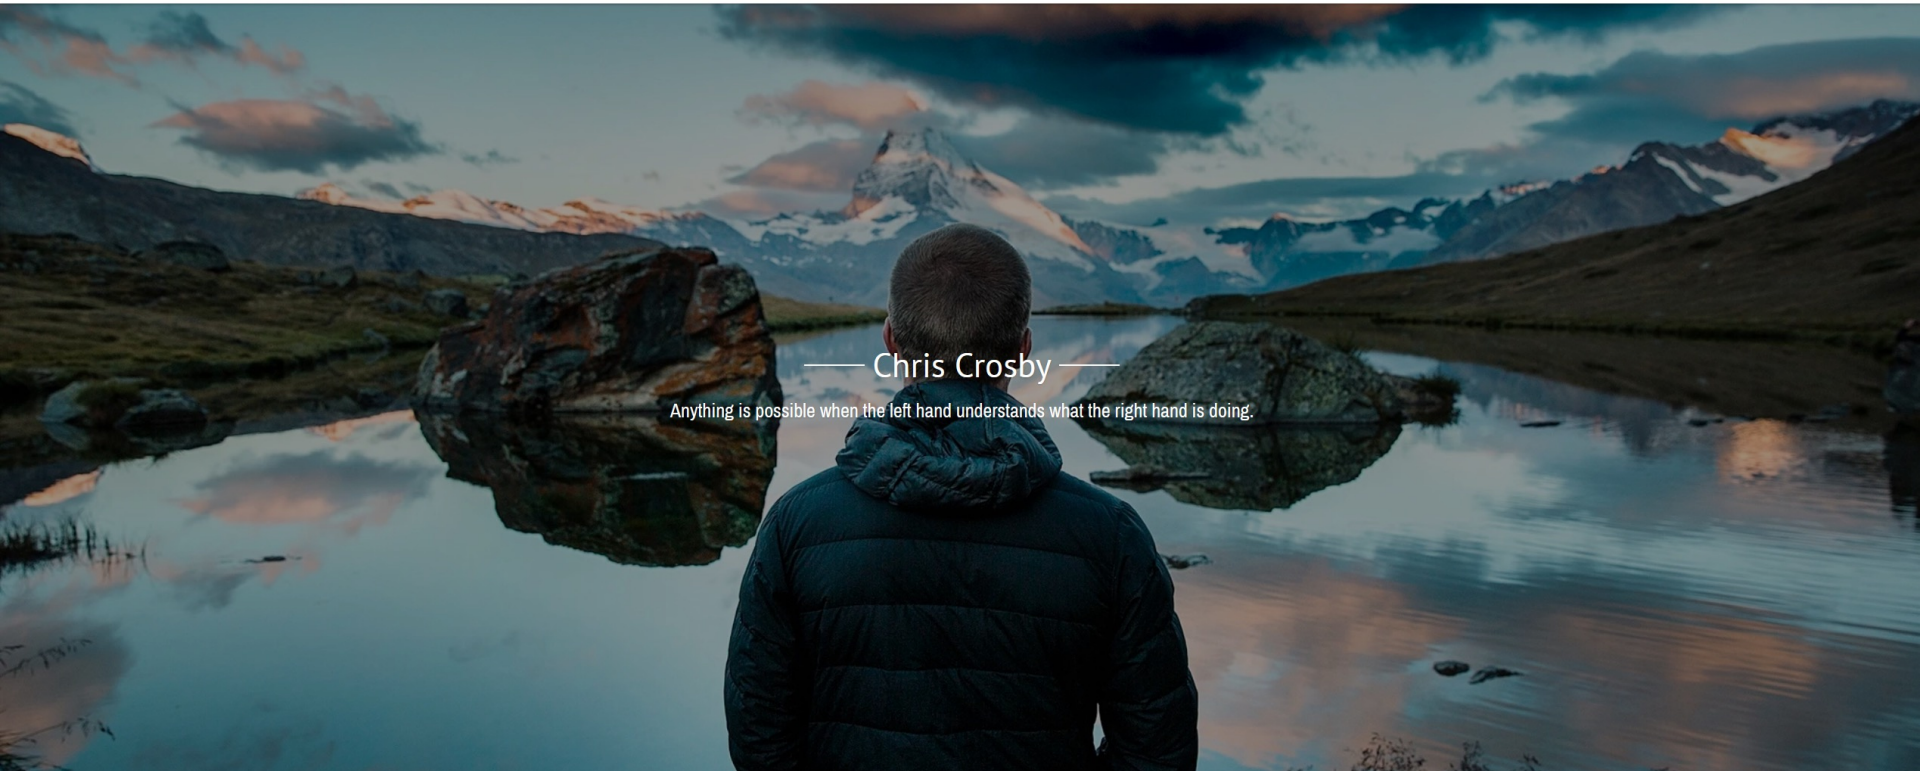 Chris Crosby
Anything is possible when the left hand understands what the right hand is doing.